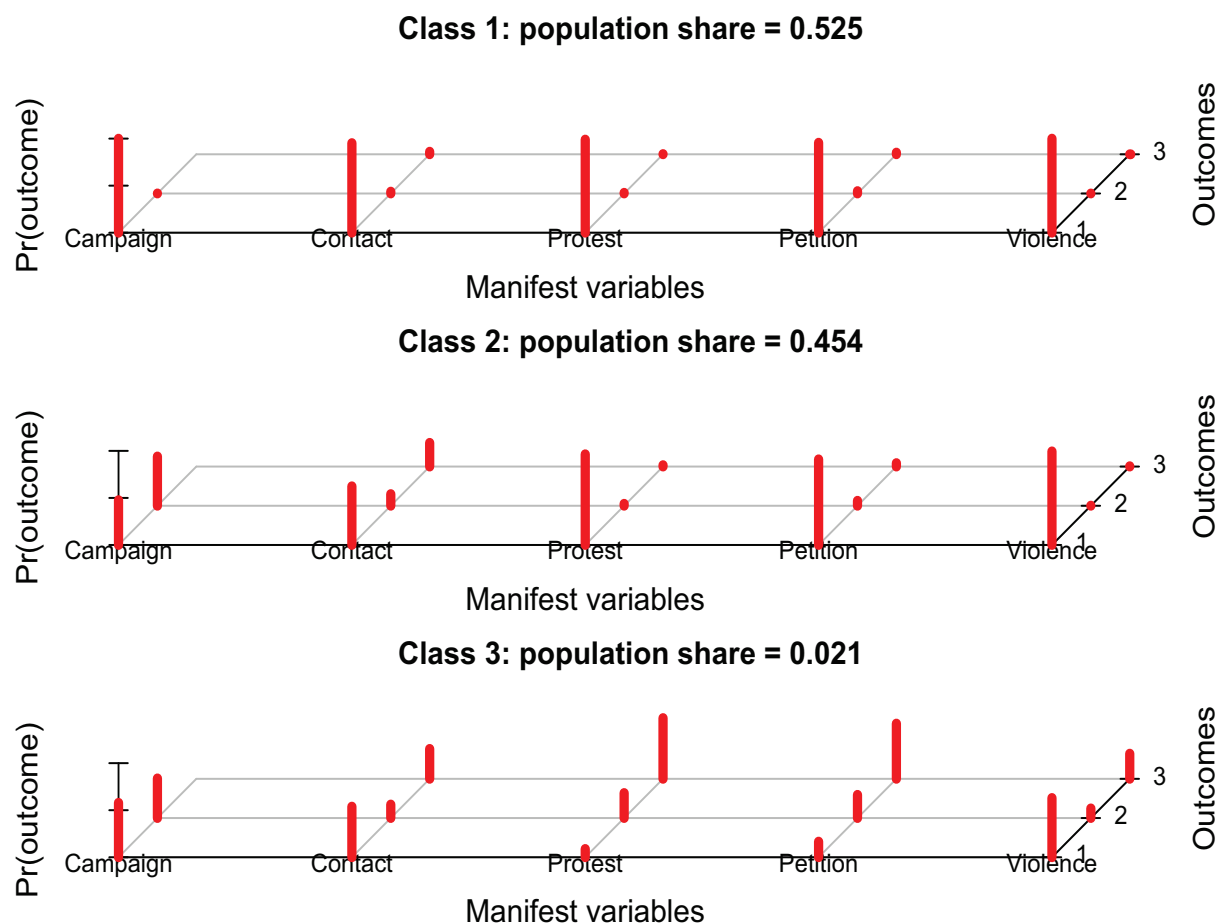 Class 1: population share = 0.525
Pr(outcome)
Outcomes
3
2
1
Campaign Contact Protest Petition Violence
Manifest variables
Class 2: population share = 0.454
Pr(outcome)
Outcomes
3
2
1
Campaign Contact Protest Petition Violence
Manifest variables
Class 3: population share = 0.021
Pr(outcome)
Outcomes
3
2
1
Campaign Contact Protest Petition Violence
Manifest variables